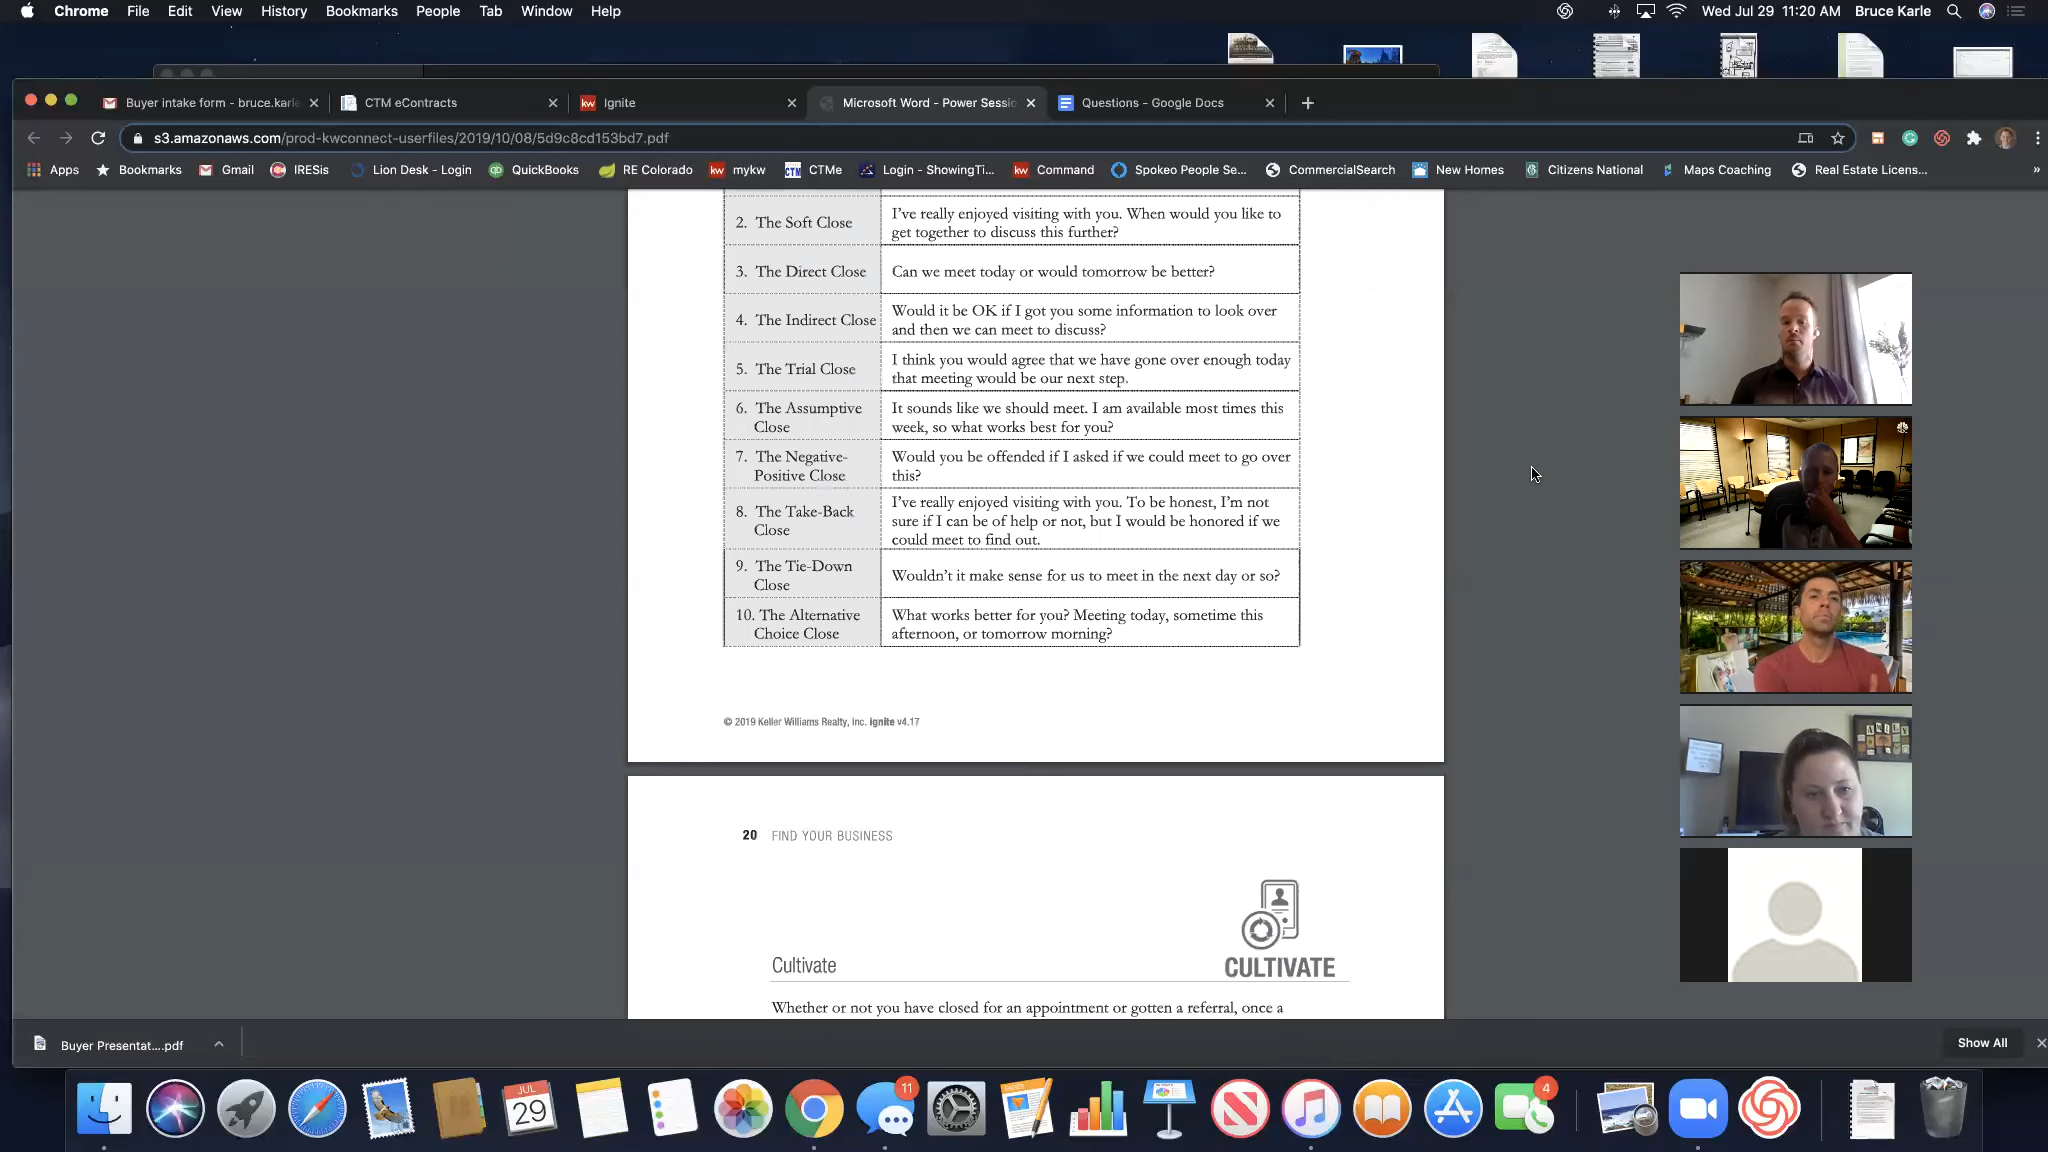 Chrome File Edit View History Bookmarks People Tab Window Help
Wed Jul 29 11:20 AM Bruce Karle
Buyer intake form - bruce.karle
CTM eContracts
kw Ignite
Microsoft Word - Power Sessio
Questions - Google Docs
s3.amazonaws.com/prod-kwconnect-userfiles/2019/10/08/5d9c8cd153bd7.pdf
Apps Bookmarks Gmail IRESis Lion Desk - Login QuickBooks RE Colorado kw mykw CTM CTMe Login - ShowingTi... kw Command Spokeo People Se... CommercialSearch New Homes Citizens National Maps Coaching Real Estate Licens... »
2. The Soft Close
I've really enjoyed visiting with you. When would you like to
get together to discuss this further?
3. The Direct Close
Can we meet today or would tomorrow be better?
4. The Indirect Close
Would it be OK if I got you some information to look over
and then we can meet to discuss?
5. The Trial Close
I think you would agree that we have gone over enough today
that meeting would be our next step.
6. The Assumptive
Close
It sounds like we should meet. I am available most times this
week, so what works best for you?
7. The Negative-
Positive Close
Would you be offended if I asked if we could meet to go over
this?
8. The Take-Back
Close
I've really enjoyed visiting with you. To be honest, I'm not
sure if I can be of help or not, but I would be honored if we
could meet to find out.
9. The Tie-Down
Close
Wouldn't it make sense for us to meet in the next day or so?
10. The Alternative
Choice Close
What works better for you? Meeting today, sometime this
afternoon, or tomorrow morning?
© 2019 Keller Williams Realty, Inc. ignite v4.17
20 FIND YOUR BUSINESS
CULTIVATE
Cultivate
Whether or not you have closed for an appointment or gotten a referral, once a
Buyer Presentat....pdf
Show All
JUL
29
11
4